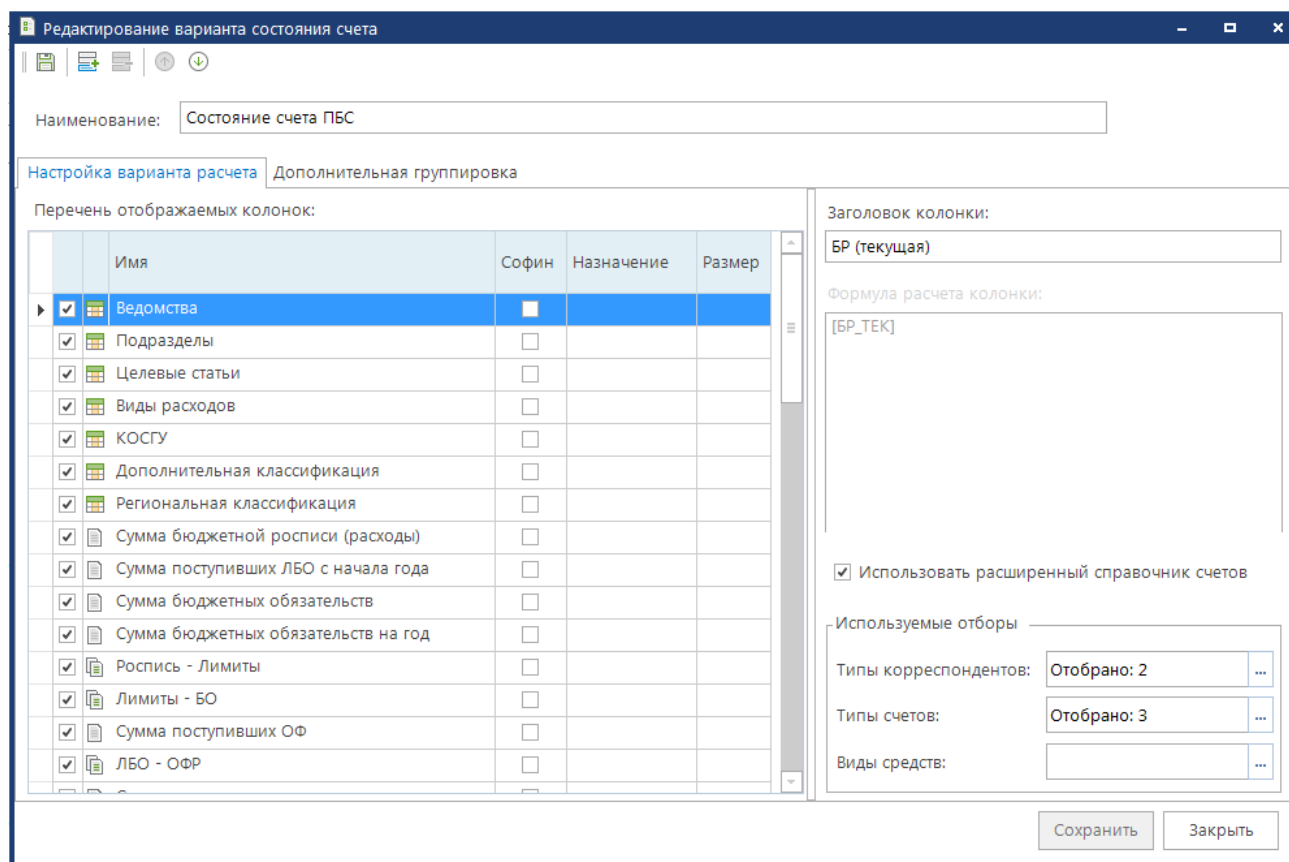 Редактирование варианта состояния счета
Наименование: Состояние счета ПБС
Настройка варианта расчета Дополнительная группировка
Перечень отображаемых колонок:
Имя Софин Назначение Размер
Ведомства
Подразделы
Целевые статьи
Виды расходов
КОСГУ
Дополнительная классификация
Региональная классификация
Сумма бюджетной росписи (расходы)
Сумма поступивших ЛБО с начала года
Сумма бюджетных обязательств
Сумма бюджетных обязательств на год
Роспись - Лимиты
Лимиты - БО
Сумма поступивших ОФ
ЛБО - ОФР
Заголовок колонки:
БР (текущая)
Формула расчета колонки:
[БР_ТЕК]
Использовать расширенный справочник счетов
Используемые отборы
Типы корреспондентов: Отобрано: 2 ...
Типы счетов: Отобрано: 3 ...
Виды средств: ...
Сохранить Закрыть